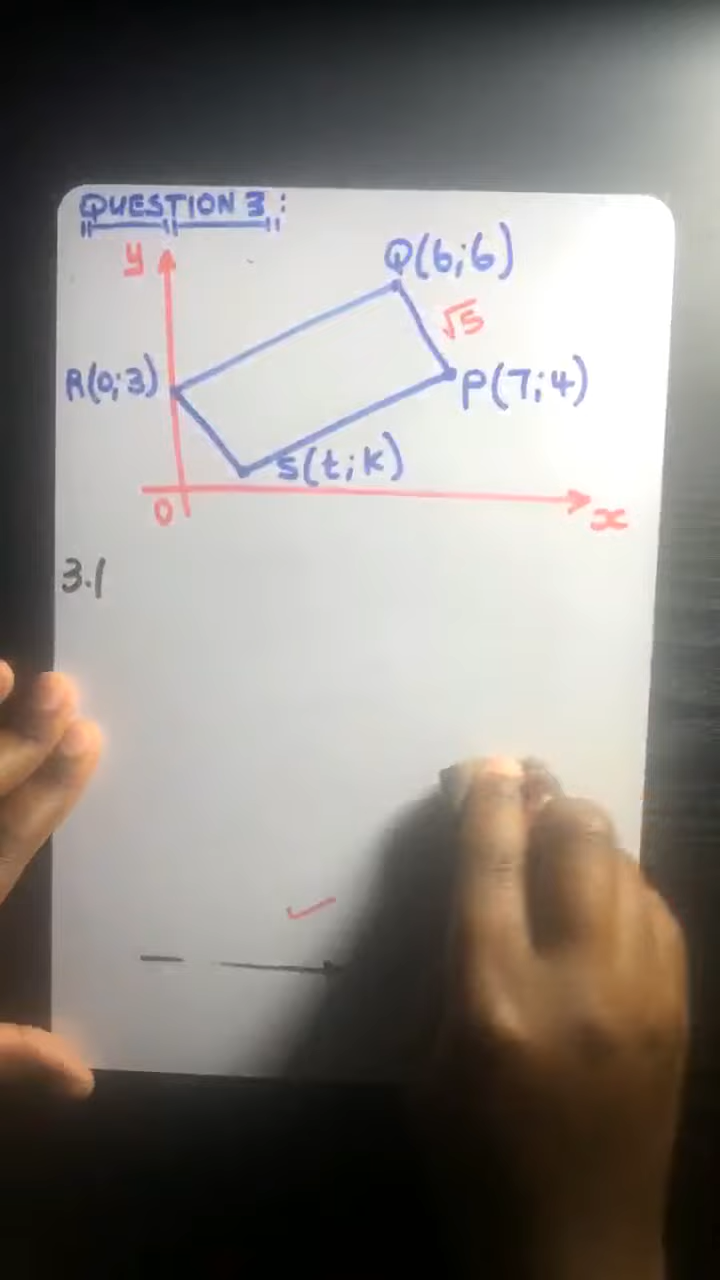 QUESTION 3:
y
Q(6;6)
√5
R(0;3)
P(7;4)
S(t;k)
0
x
3.1